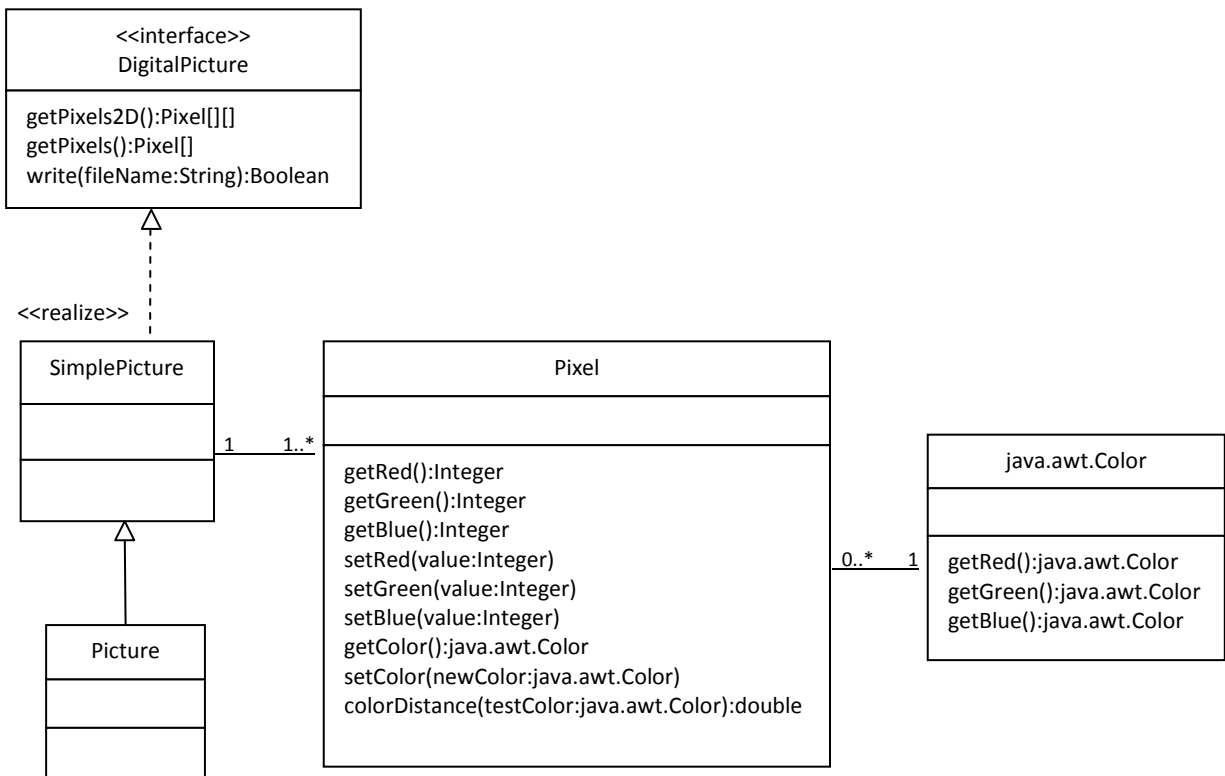 <<interface>>
DigitalPicture
getPixels2D():Pixel[][]
getPixels():Pixel[]
write(fileName:String):Boolean
<<realize>>
SimplePicture
1 1..*
Pixel
getRed():Integer
getGreen():Integer
getBlue():Integer
setRed(value:Integer)
setGreen(value:Integer)
setBlue(value:Integer)
getColor():java.awt.Color
setColor(newColor:java.awt.Color)
colorDistance(testColor:java.awt.Color):double
0..* 1
java.awt.Color
getRed():java.awt.Color
getGreen():java.awt.Color
getBlue():java.awt.Color
Picture